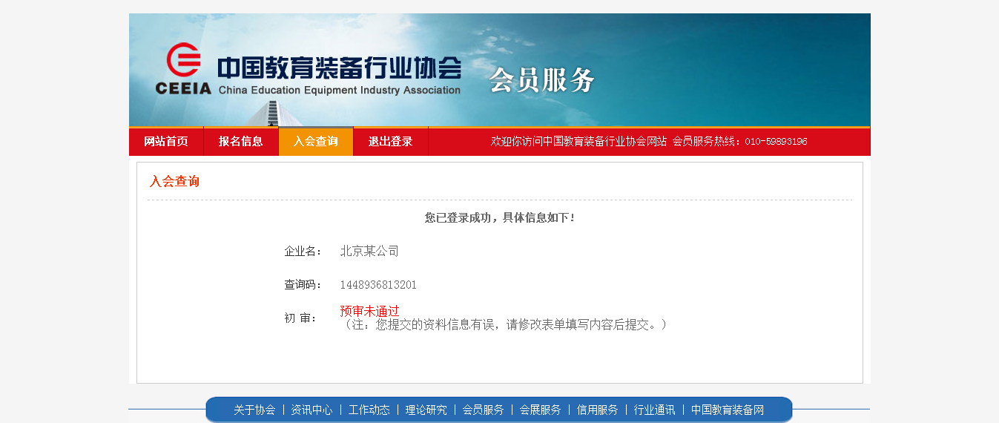 中国教育装备行业协会
CEEIA China Education Equipment Industry Association
会员服务
网站首页 报名信息 入会查询 退出登录 欢迎你访问中国教育装备行业协会网站 会员服务热线：010-59893196
入会查询
您已登录成功，具体信息如下！
企业名： 北京某公司
查询码： 1448936813201
初 审： 预审未通过
（注：您提交的资料信息有误，请修改表单填写内容后提交。）
关于协会 | 资讯中心 | 工作动态 | 理论研究 | 会员服务 | 会展服务 | 信用服务 | 行业通讯 | 中国教育装备网